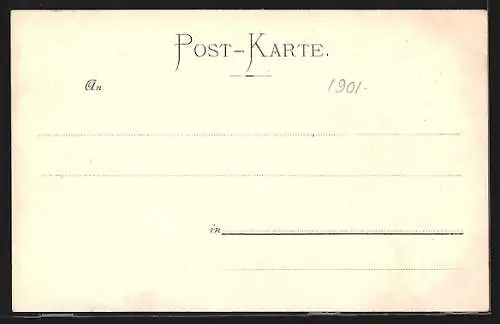 POST-KARTE.
An
1901-
in